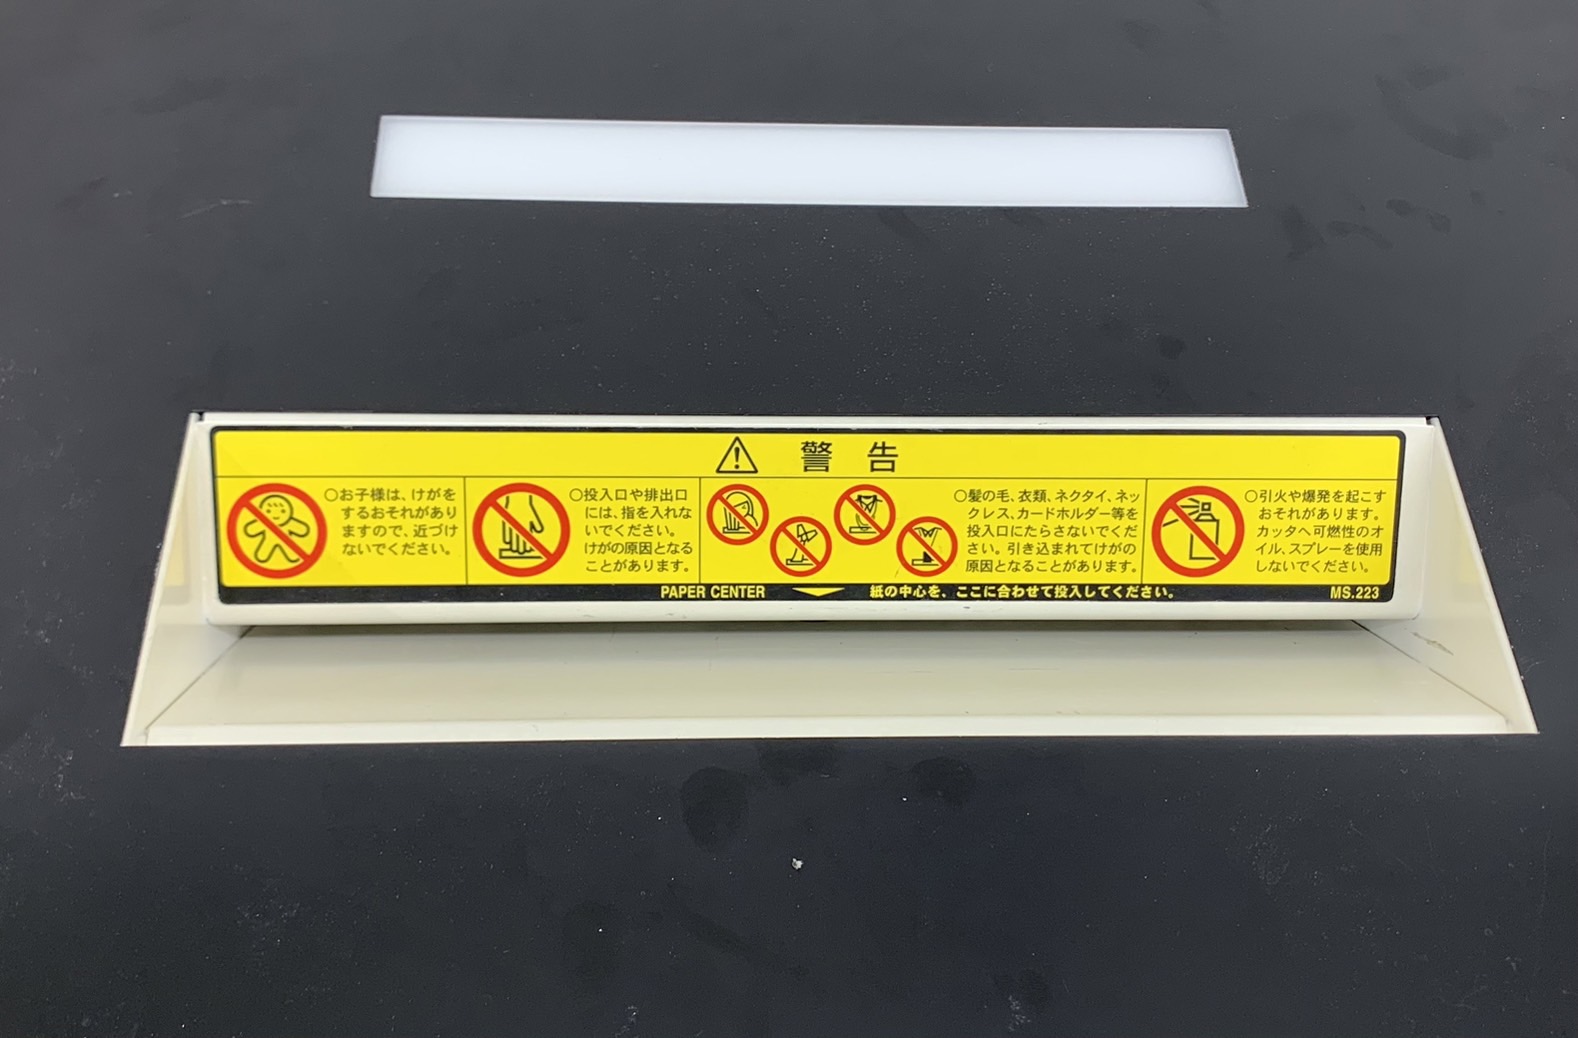 警告
○お子様は、けがを
するおそれがあり
ますので、近づけ
ないでください。
○投入口や排出口
には、指を入れな
いでください。
けがの原因となる
ことがあります。
○髪の毛、衣類、ネクタイ、ネッ
クレス、カードホルダー等を
投入口にたらさないでくだ
さい。引き込まれてけがの
原因となることがあります。
○引火や爆発を起こす
おそれがあります。
カッタへ可燃性のオ
イル、スプレーを使用
しないでください。
PAPER CENTER
紙の中心を、ここに合わせて投入してください。
MS.223